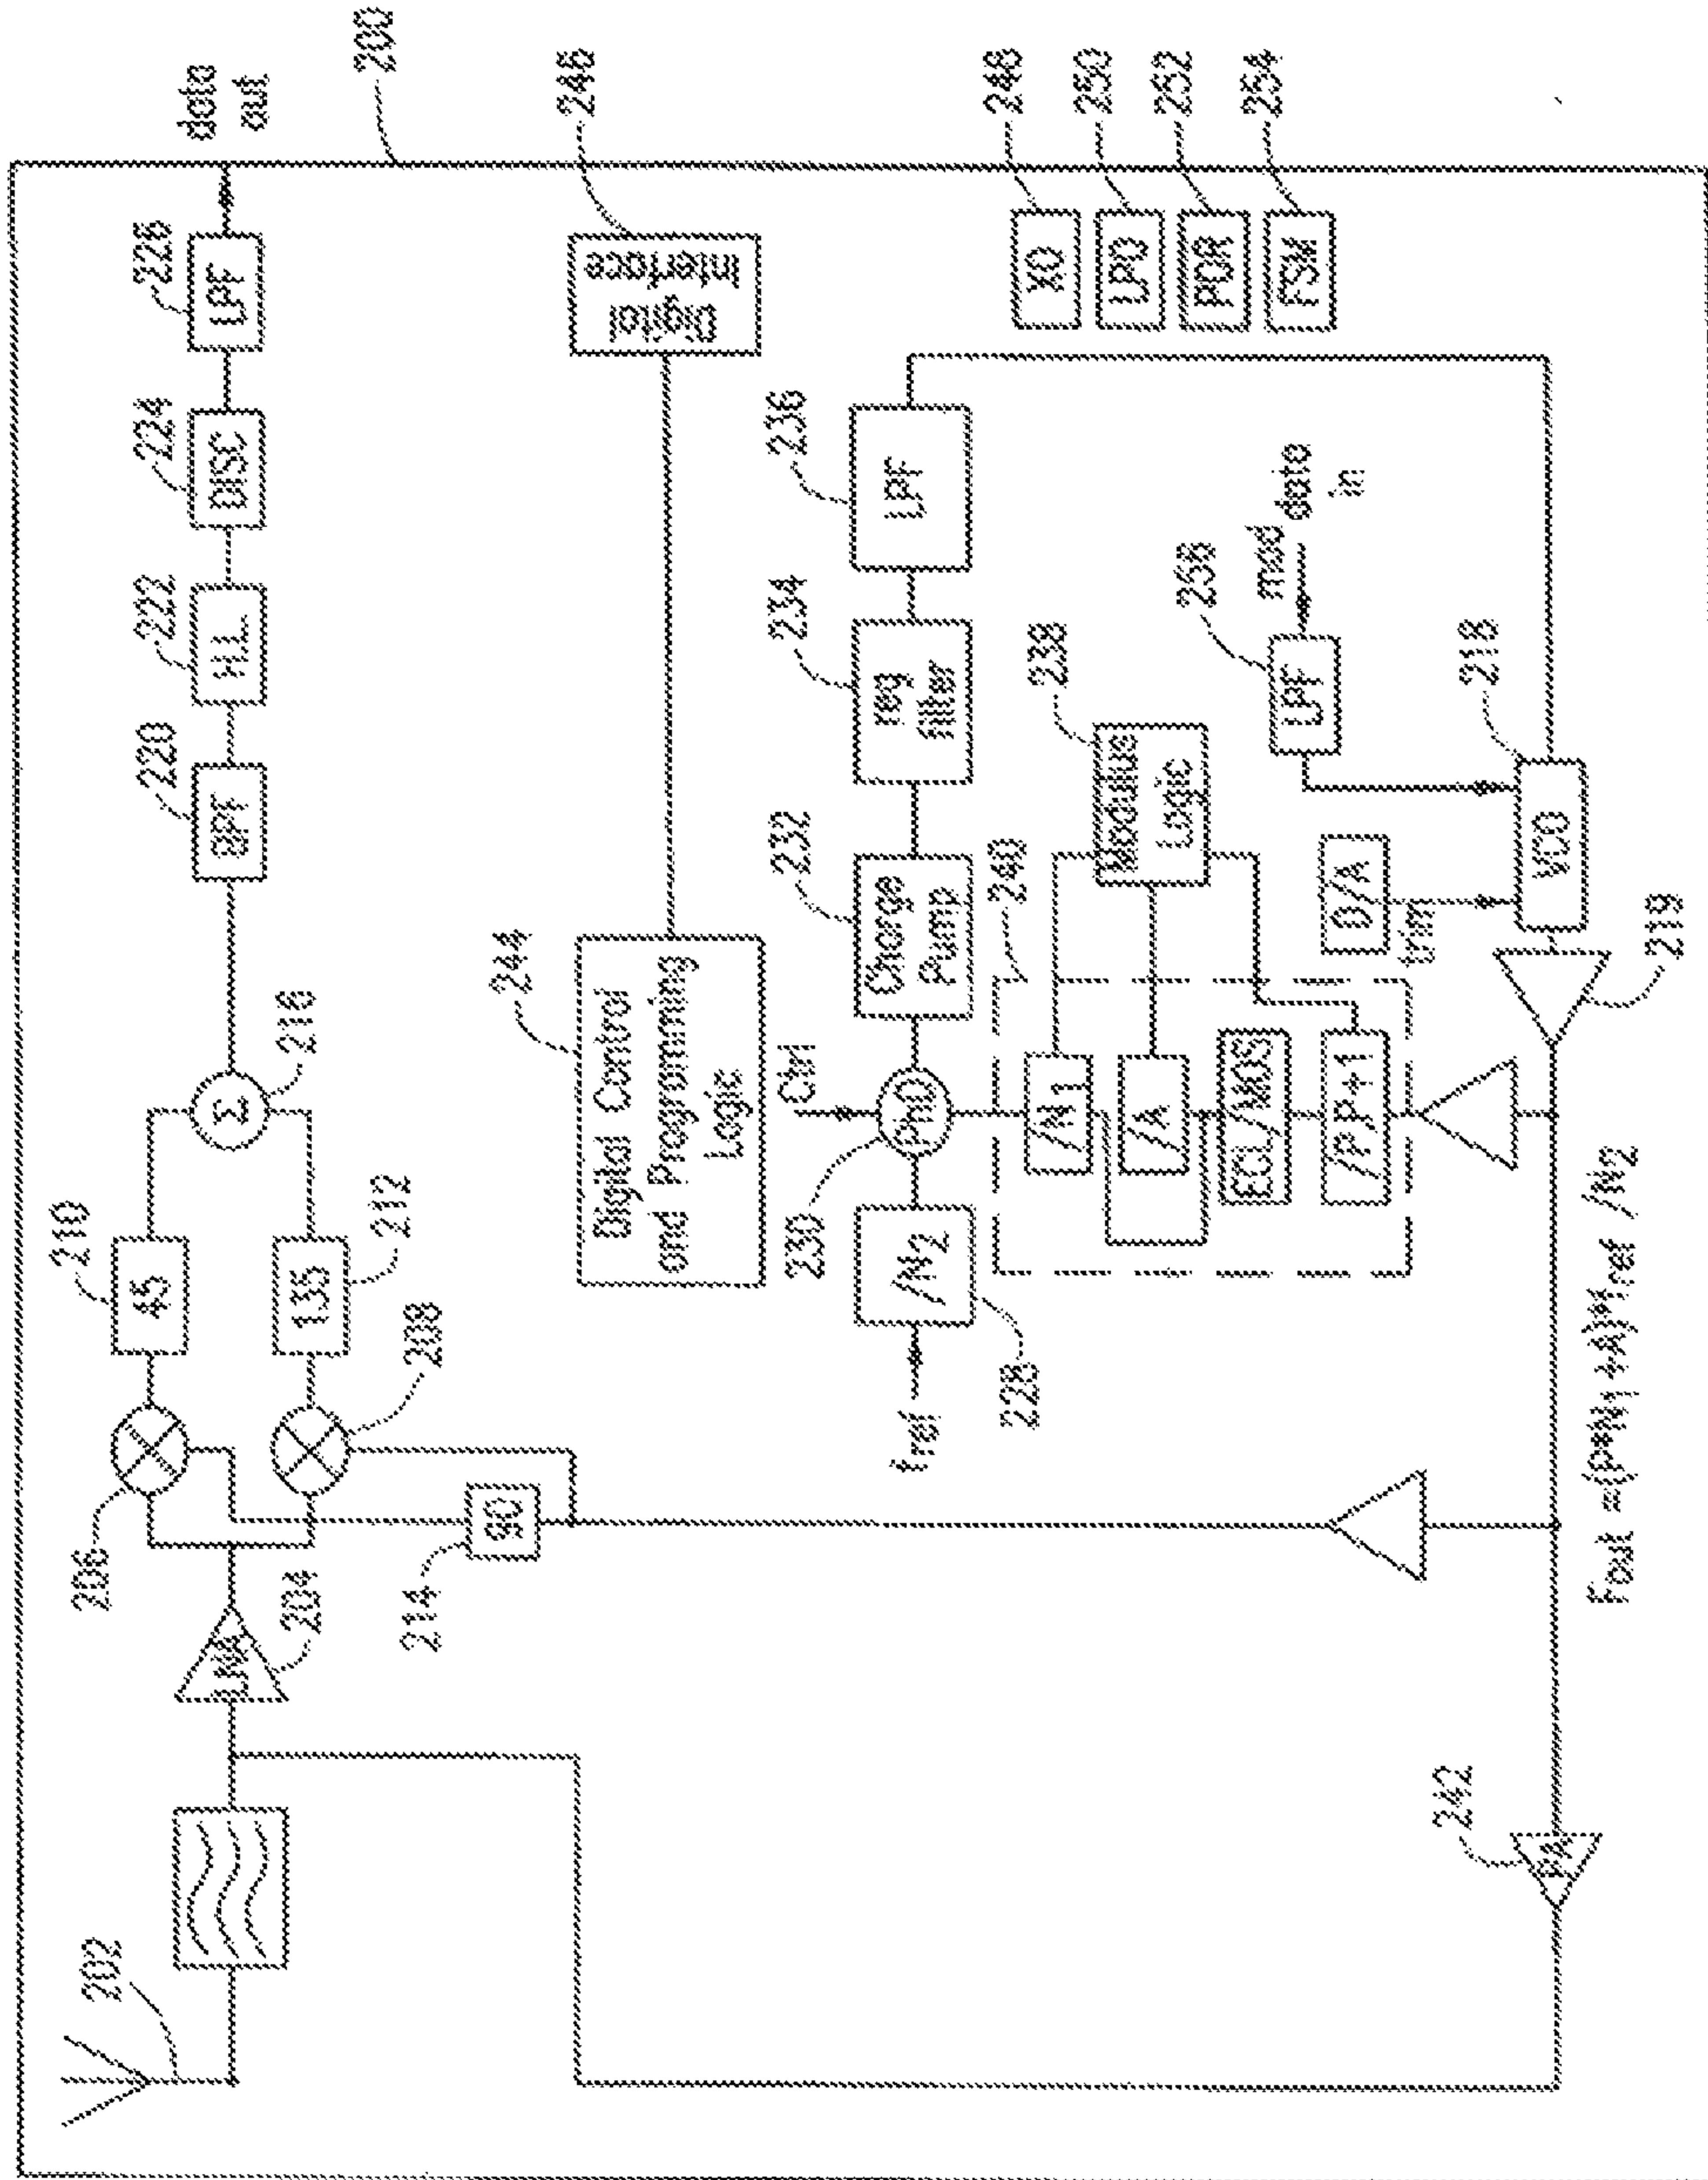 202
206
204
LNA
210
45
208
135
212
214
90
Σ
216
220
BPF
222
H.L.
224
DISC
226
LPF
data
out
200
244
Digital Control
and Programming
Logic
Digital
Interface
246
fref
/N2
228
230
Ctrl
PhD
232
Charge
Pump
234
reg
filter
236
LPF
240
/N1
/A
ECL/MOS
/P,P+1
238
Modulus
Logic
258
LPF
mod
data
in
D/A
trim
VCO
218
219
XO
248
LPO
250
POR
252
FSM
254
242
PA
Fout =(P*N1+A)*fref /N2